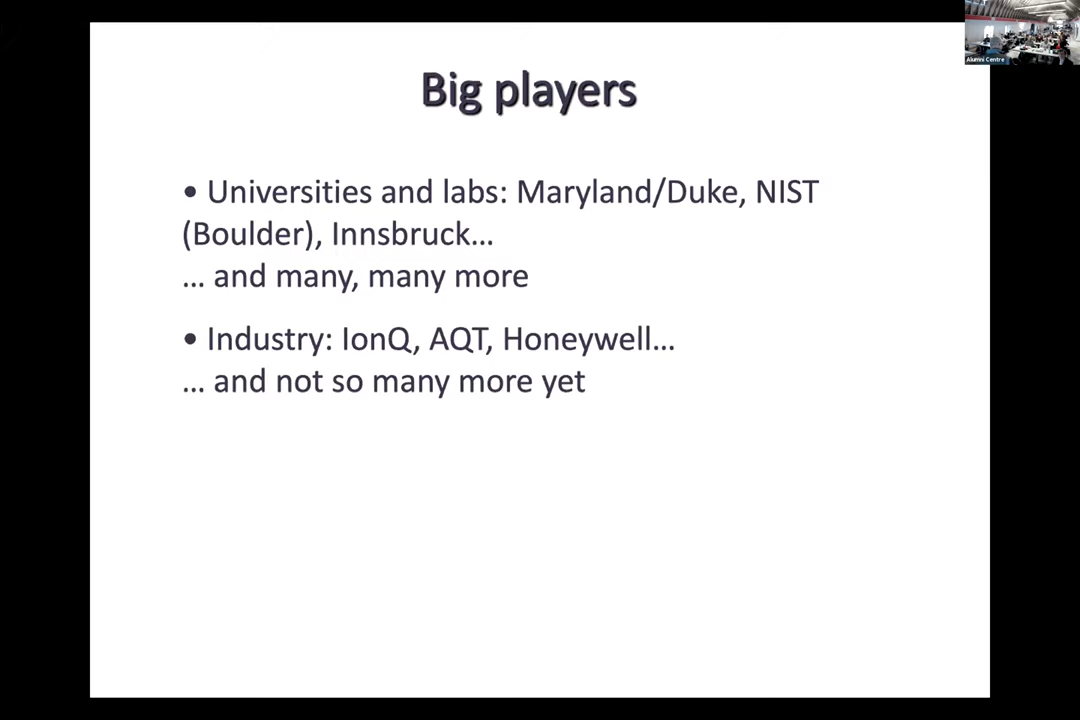 Alumni Centre
Big players
• Universities and labs: Maryland/Duke, NIST
(Boulder), Innsbruck…
… and many, many more
• Industry: IonQ, AQT, Honeywell…
… and not so many more yet